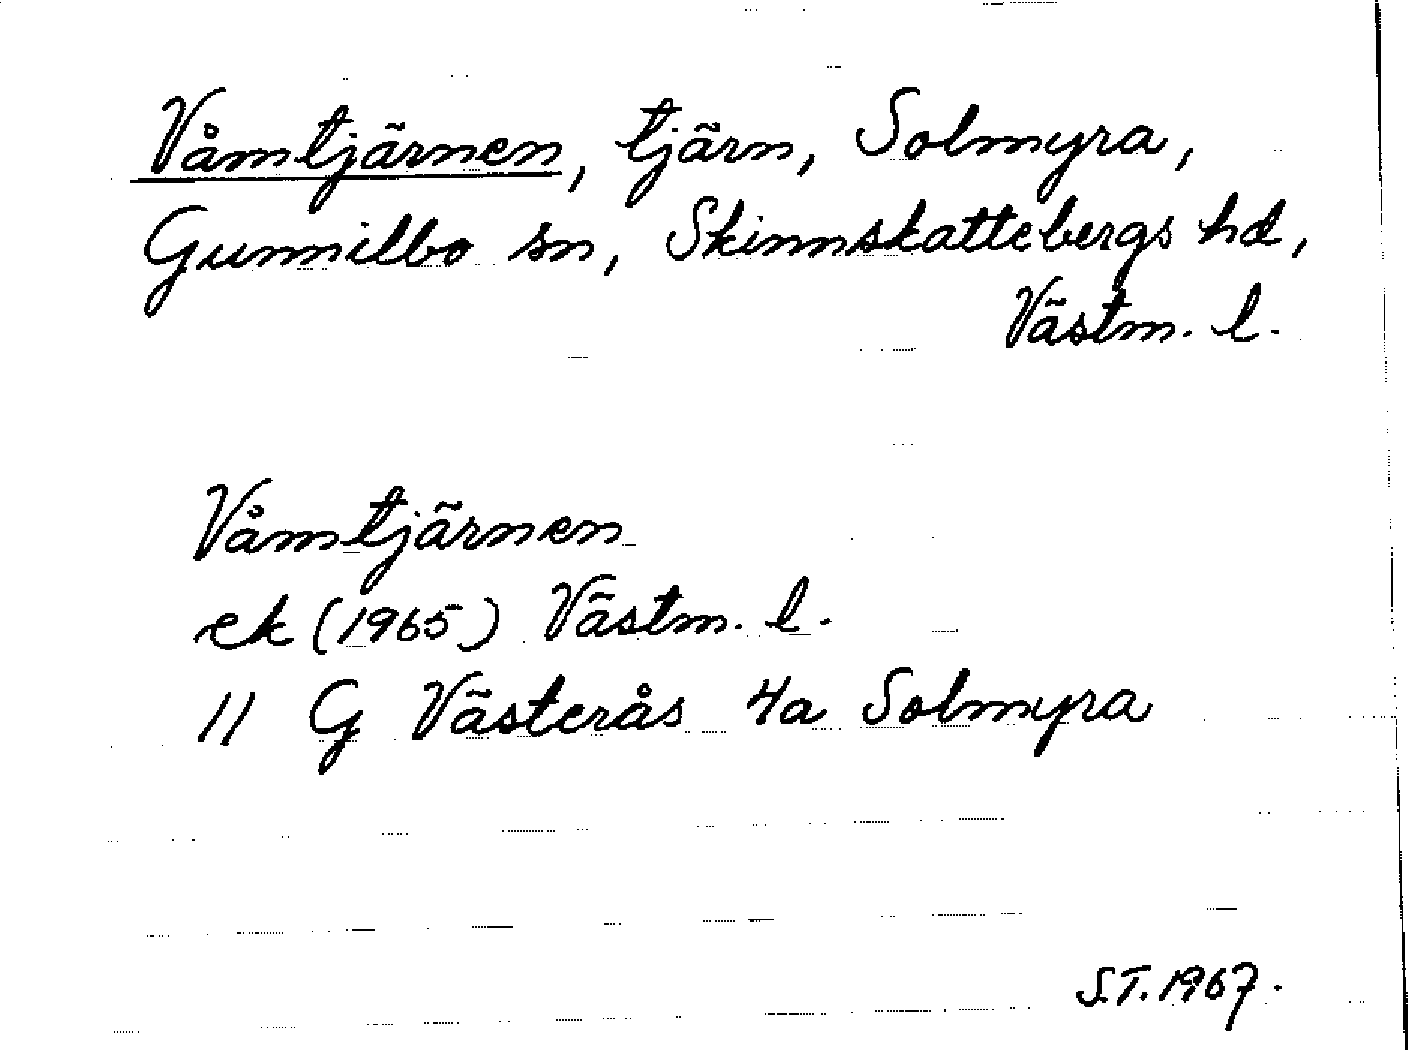 Våmtjärnen, tjärn, Solmyra,
Gunnilbo sn, Skinnskattebergs hd,
Västm. l.
Våmtjärnen
ek (1965) Västm. l.
11 G Västerås 4a Solmyra
S.T. 1967.